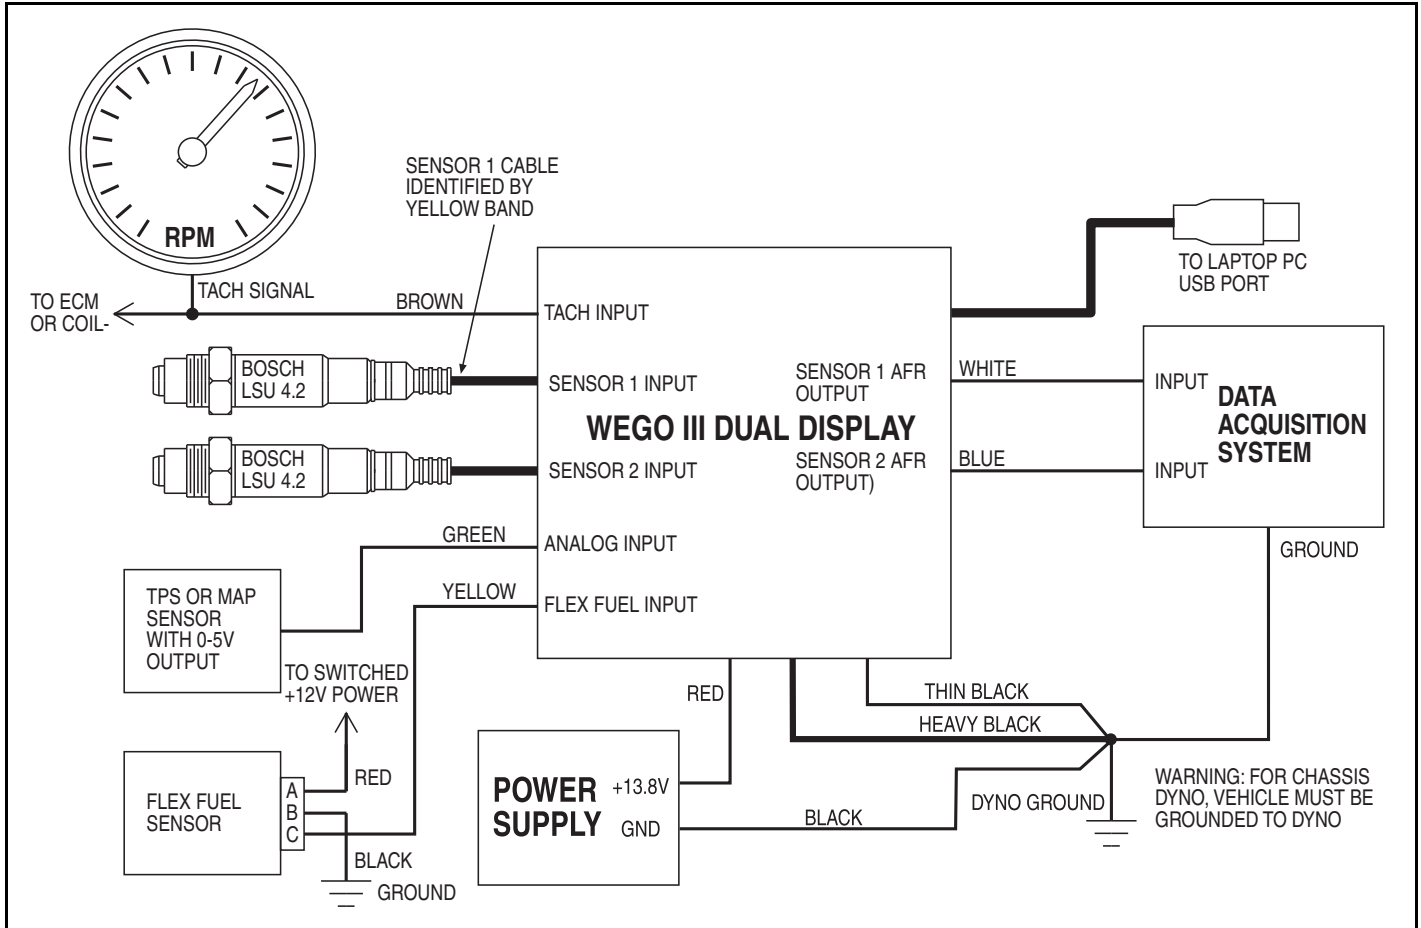 SENSOR 1 CABLE
IDENTIFIED BY
YELLOW BAND
RPM
TACH SIGNAL
TO ECM
OR COIL-
BROWN
TACH INPUT
TO LAPTOP PC
USB PORT
BOSCH
LSU 4.2
SENSOR 1 INPUT
SENSOR 1 AFR
OUTPUT
WHITE
INPUT
DATA
ACQUISITION
SYSTEM
WEGO III DUAL DISPLAY
BOSCH
LSU 4.2
SENSOR 2 INPUT
SENSOR 2 AFR
OUTPUT)
BLUE
INPUT
GREEN
ANALOG INPUT
GROUND
TPS OR MAP
SENSOR
WITH 0-5V
OUTPUT
YELLOW
FLEX FUEL INPUT
TO SWITCHED
+12V POWER
RED
THIN BLACK
HEAVY BLACK
FLEX FUEL
SENSOR
A
B
C
RED
BLACK
GROUND
POWER
SUPPLY
+13.8V
GND
BLACK
DYNO GROUND
WARNING: FOR CHASSIS
DYNO, VEHICLE MUST BE
GROUNDED TO DYNO